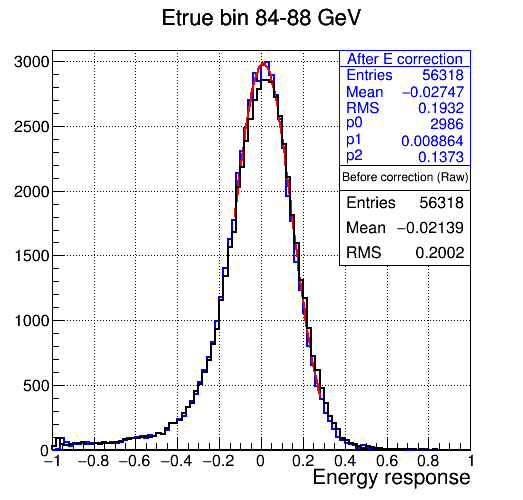 Etrue bin 84-88 GeV
After E correction
Entries 56318
Mean −0.02747
RMS 0.1932
p0 2986
p1 0.008864
p2 0.1373
Before correction (Raw)
Entries 56318
Mean −0.02139
RMS 0.2002
3000
2500
2000
1500
1000
500
0
−1 −0.8 −0.6 −0.4 −0.2 0 0.2 0.4 0.6 0.8 1
Energy response